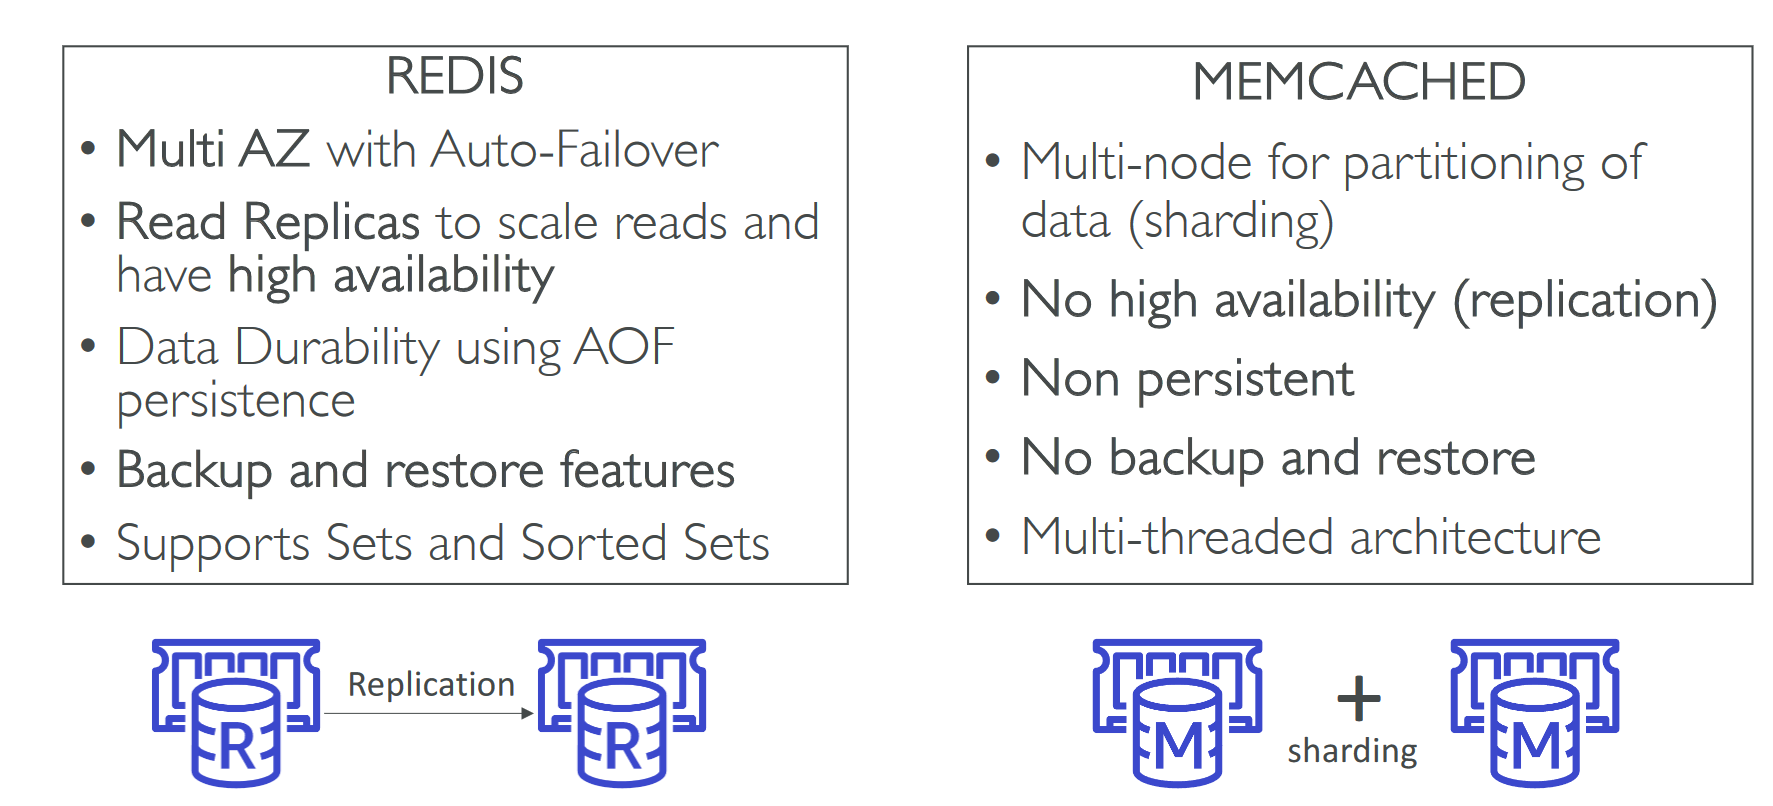 REDIS
• Multi AZ with Auto-Failover
• Read Replicas to scale reads and
have high availability
• Data Durability using AOF
persistence
• Backup and restore features
• Supports Sets and Sorted Sets
R
Replication
R
MEMCACHED
• Multi-node for partitioning of
data (sharding)
• No high availability (replication)
• Non persistent
• No backup and restore
• Multi-threaded architecture
M
+
sharding
M